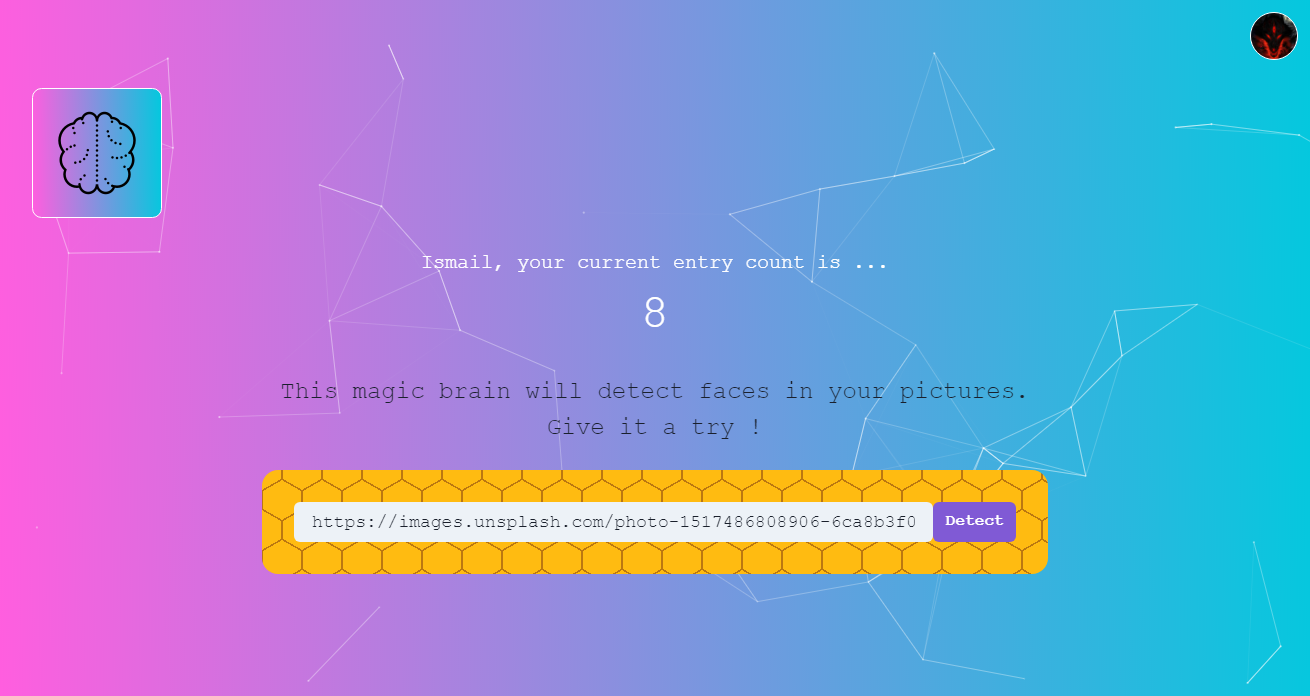 Ismail, your current entry count is ...
8
This magic brain will detect faces in your pictures.
Give it a try !
https://images.unsplash.com/photo-1517486808906-6ca8b3f0
Detect